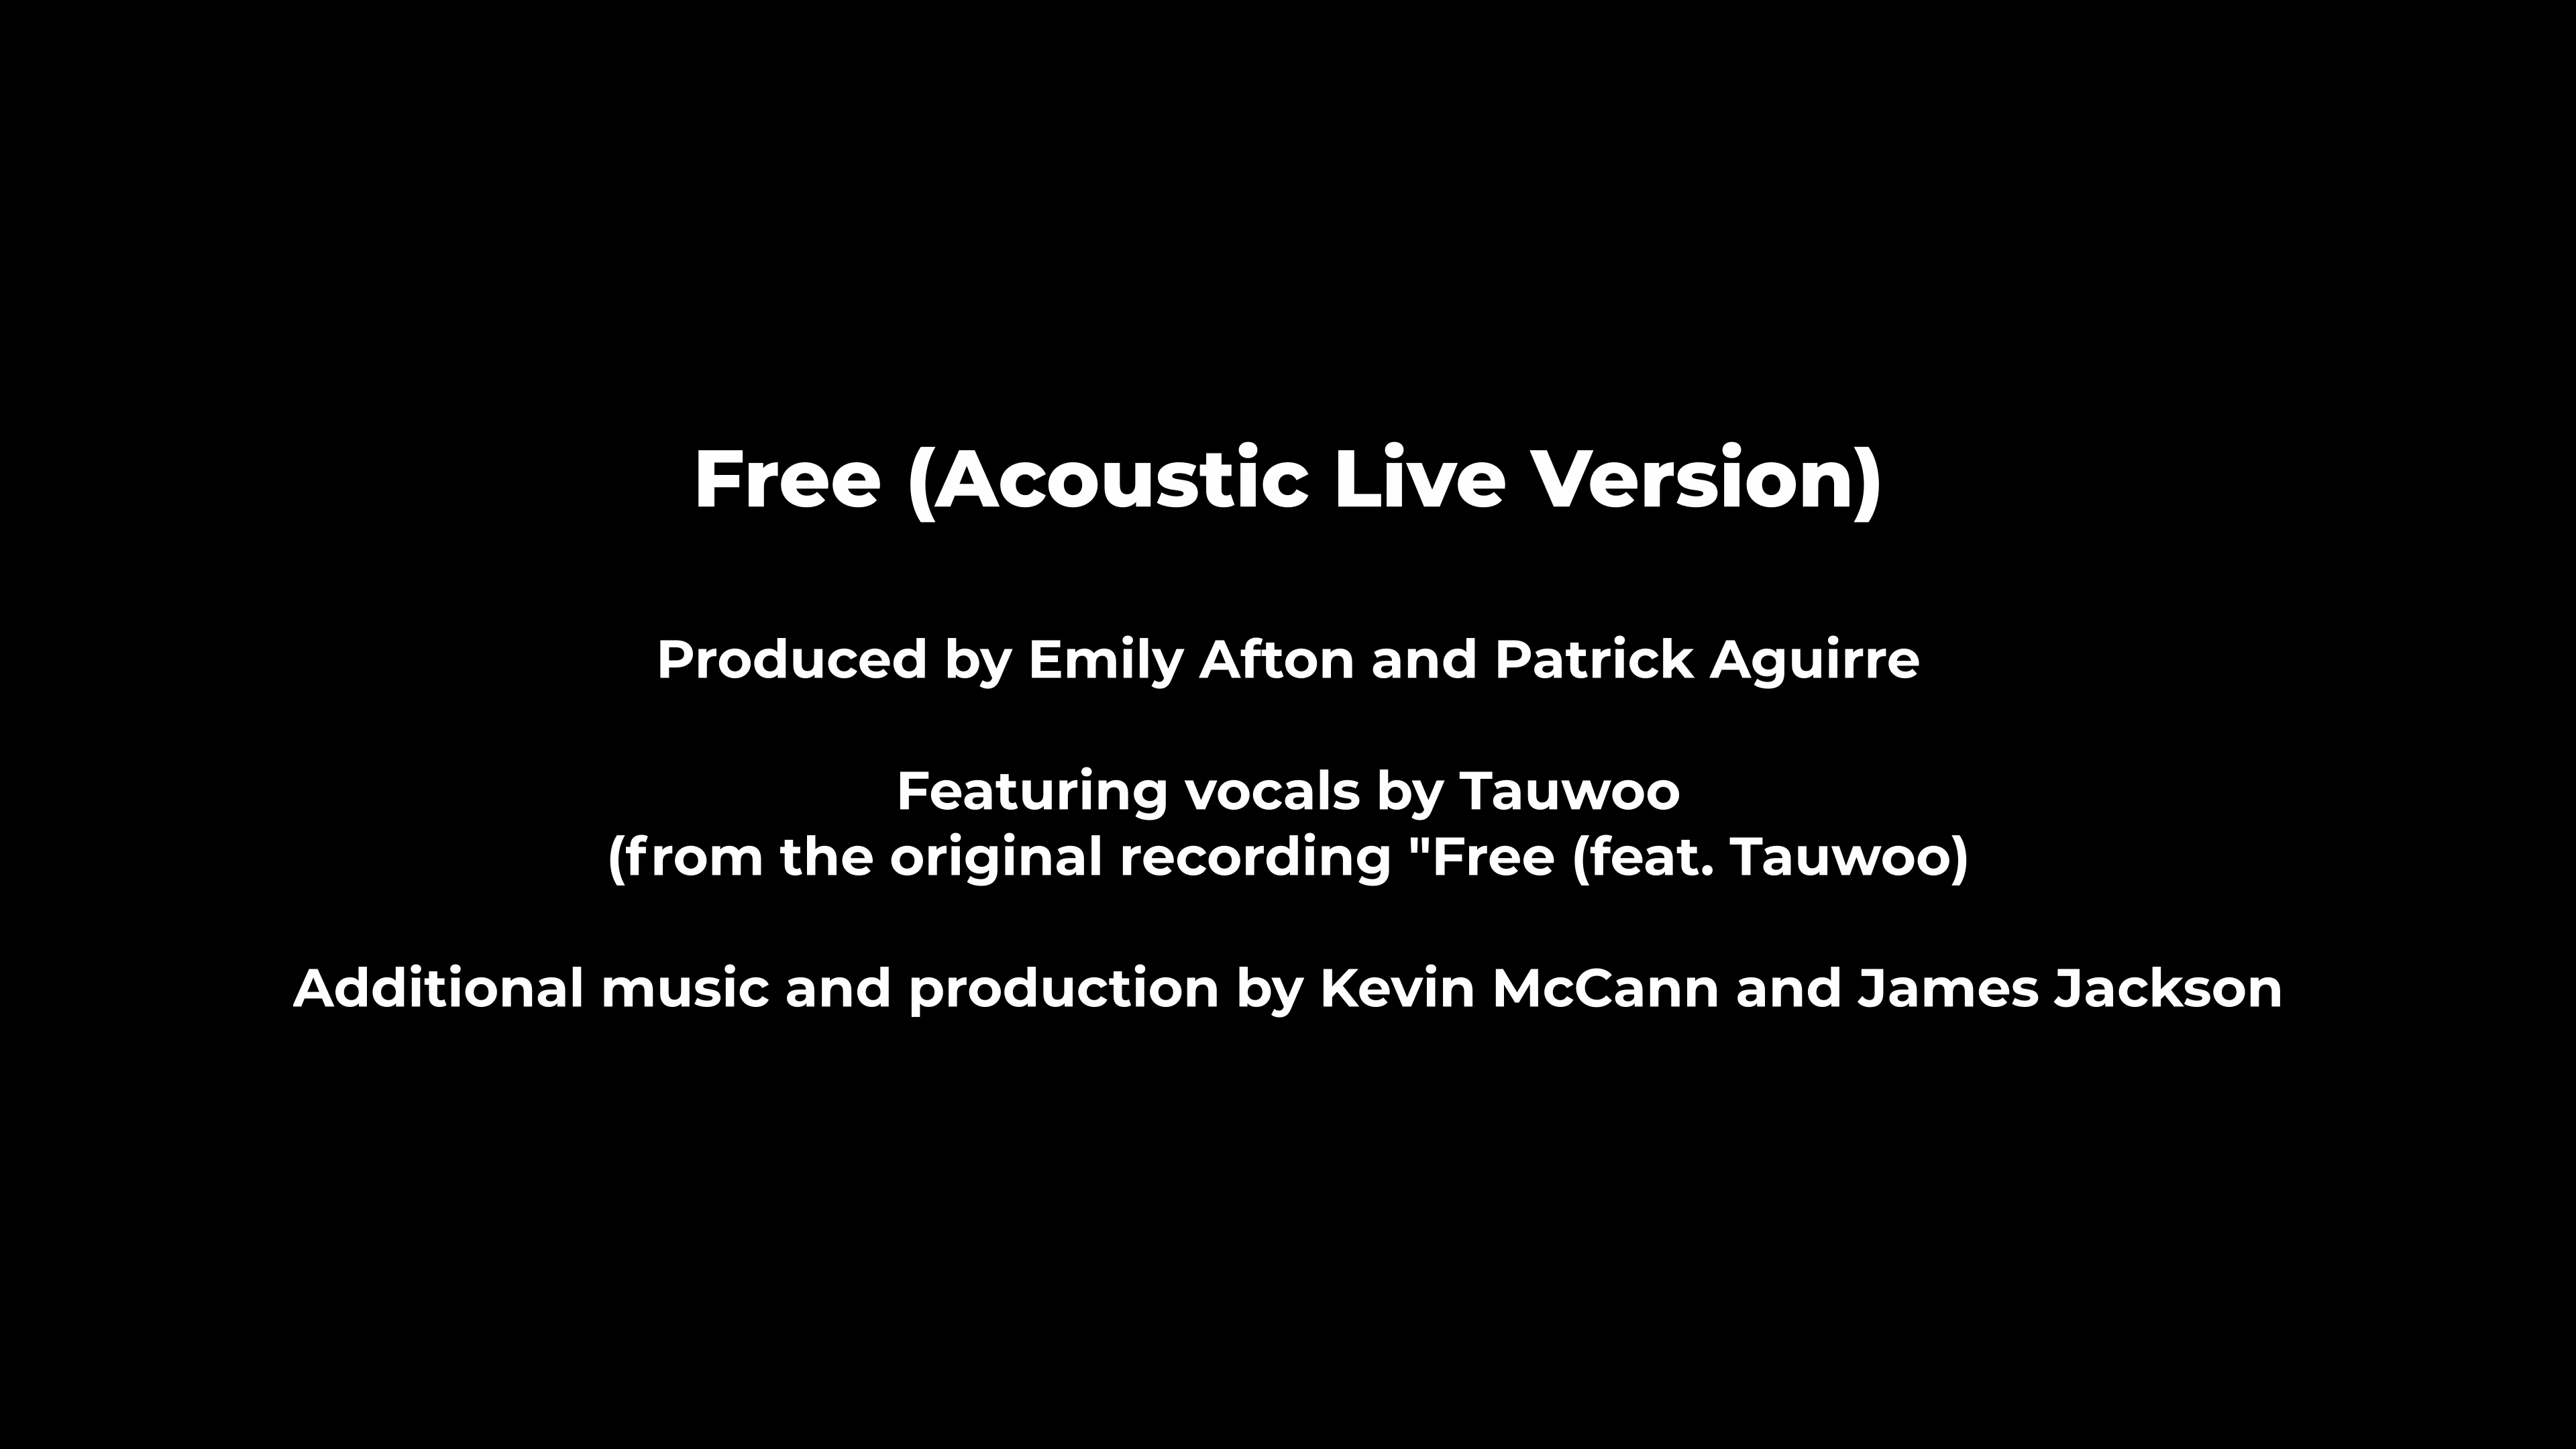 Free (Acoustic Live Version)
Produced by Emily Afton and Patrick Aguirre
Featuring vocals by Tauwoo
(from the original recording "Free (feat. Tauwoo)
Additional music and production by Kevin McCann and James Jackson